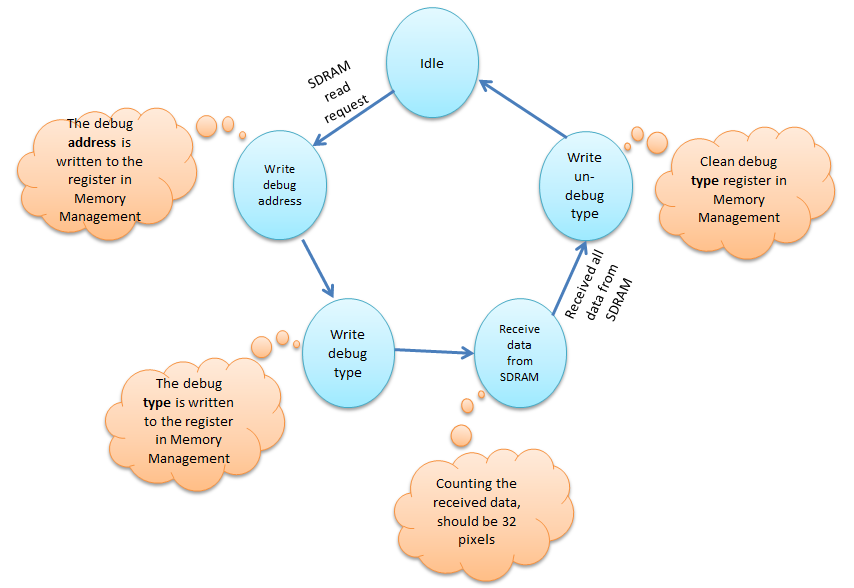 Idle
SDRAM
read
request
The debug
address is
written to the
register in
Memory
Management
Write
debug
address
Write
un-
debug
type
Clean debug
type register in
Memory
Management
Received all
data from
SDRAM
Write
debug
type
Receive
data
from
SDRAM
The debug
type is written
to the register
in Memory
Management
Counting the
received data,
should be 32
pixels